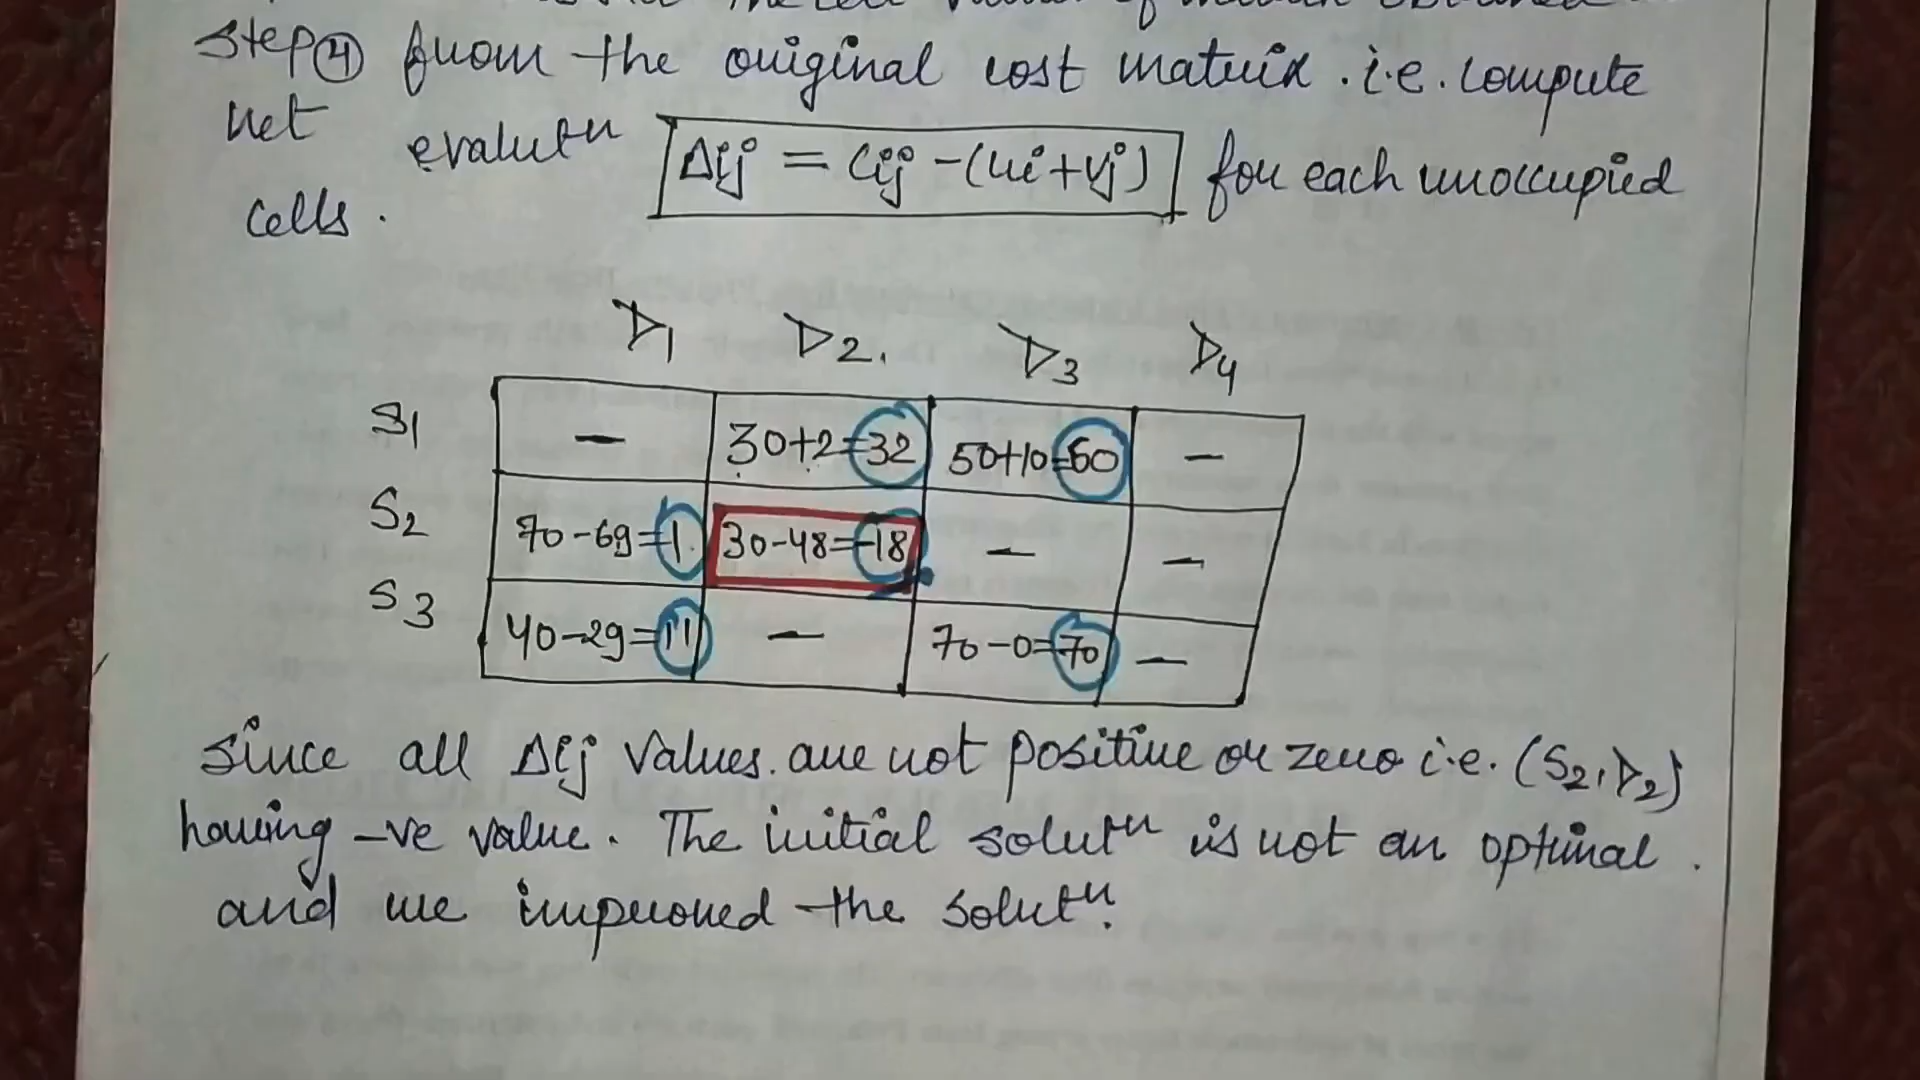 Step ④ from the original cost matrix . i.e. compute
net evalutⁿ Δij = Cij - (ui + vj) for each unoccupied
cells .
D1 D2. D3 D4
S1 — 30+2=32 50+10=60 —
S2 70-69=1 30-48=-18 — —
S3 40-29=11 — 70-0=70 —
Since all Δij values. are not positive or zero i.e. (S2, D2)
having -ve value. The initial solutⁿ is not an optimal .
and we improved the solutⁿ.